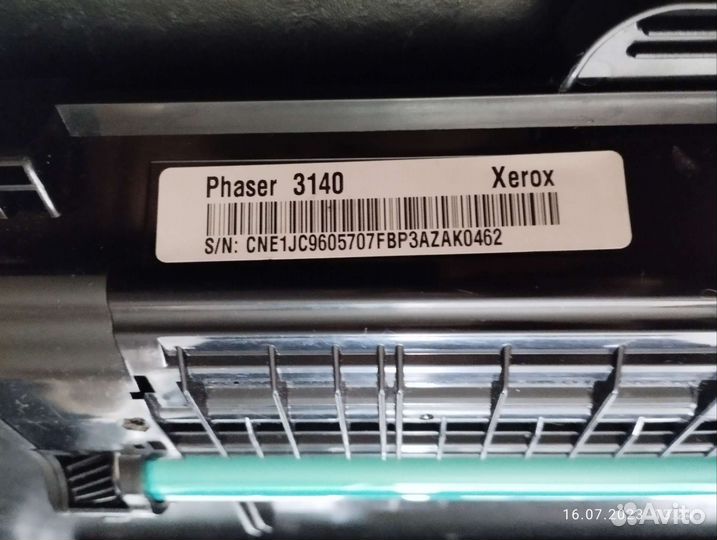 Phaser 3140 Xerox
S/N: CNE1JC9605707FBP3AZAK0462
16.07.2023
Avito